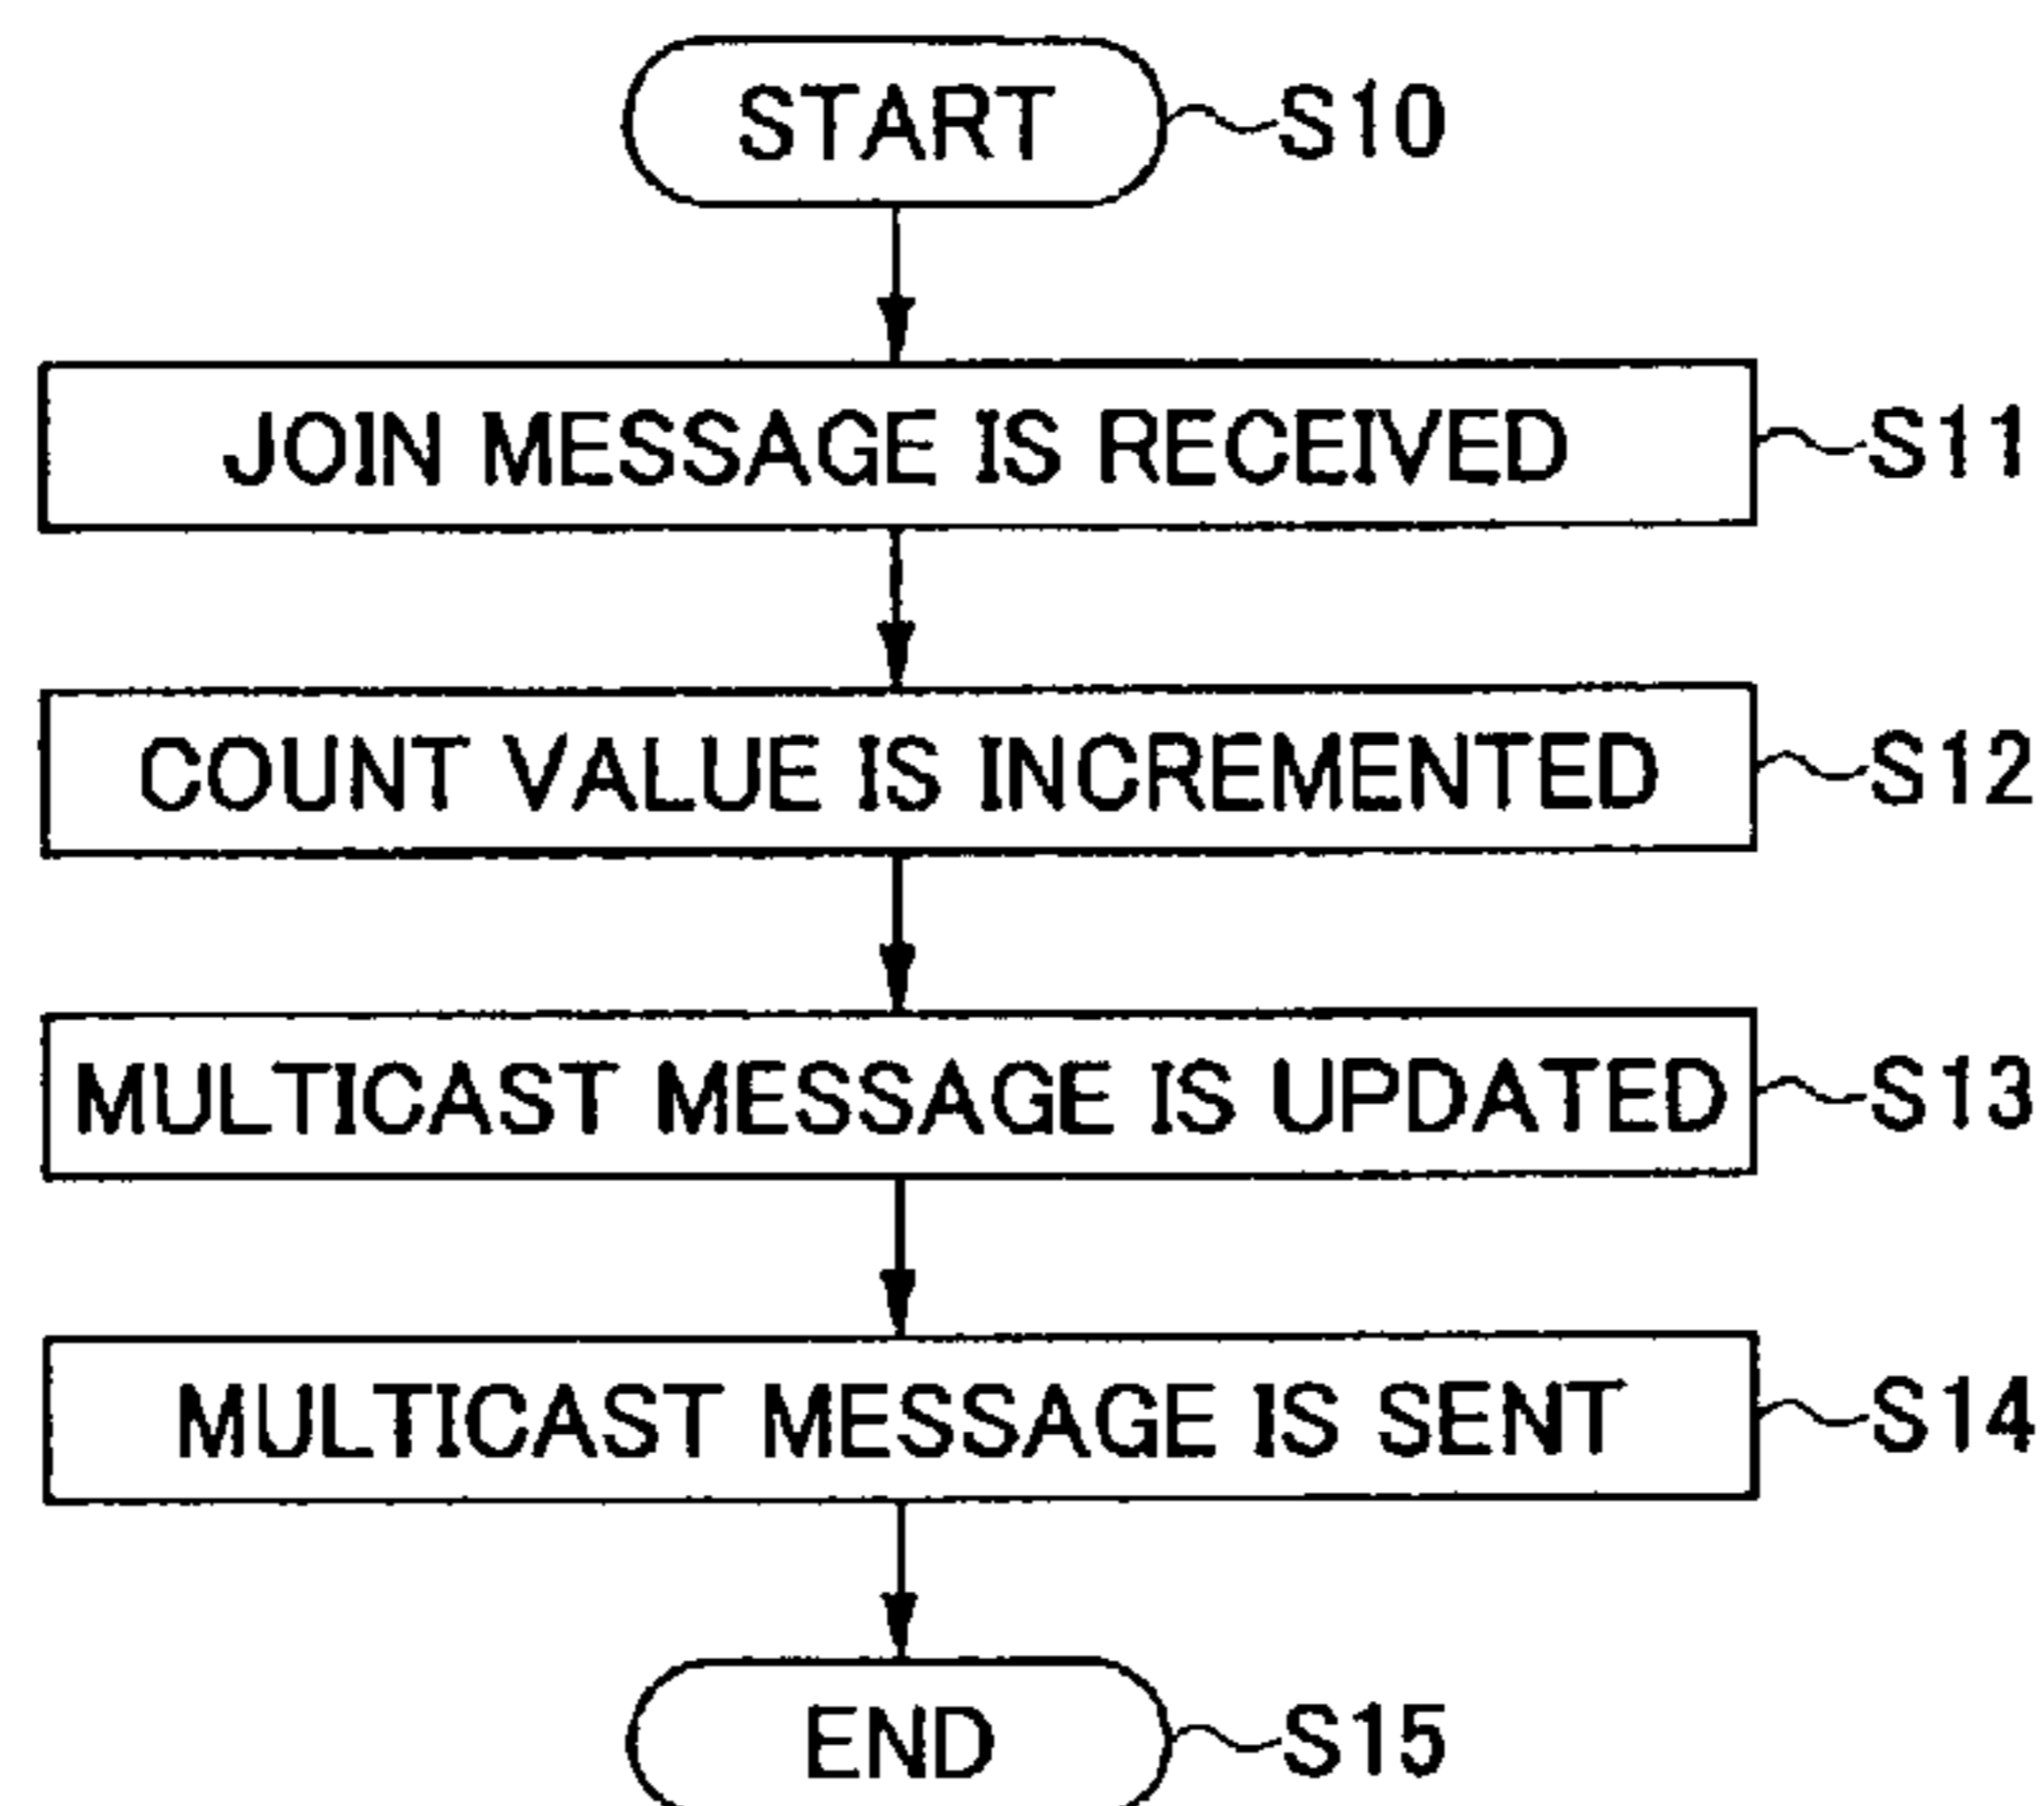 START S10
JOIN MESSAGE IS RECEIVED S11
COUNT VALUE IS INCREMENTED S12
MULTICAST MESSAGE IS UPDATED S13
MULTICAST MESSAGE IS SENT S14
END S15